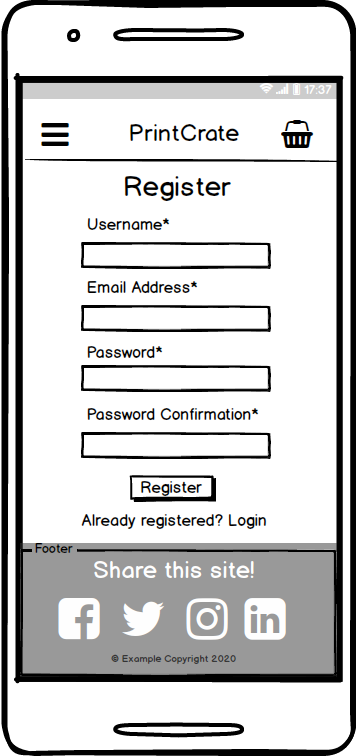 17:37
PrintCrate
Register
Username*
Email Address*
Password*
Password Confirmation*
Register
Already registered? Login
Footer
Share this site!
© Example Copyright 2020